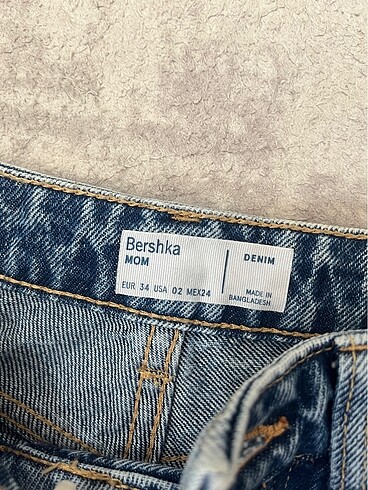 Bershka
MOM
DENIM
EUR 34 USA 02 MEX24
MADE IN
BANGLADESH